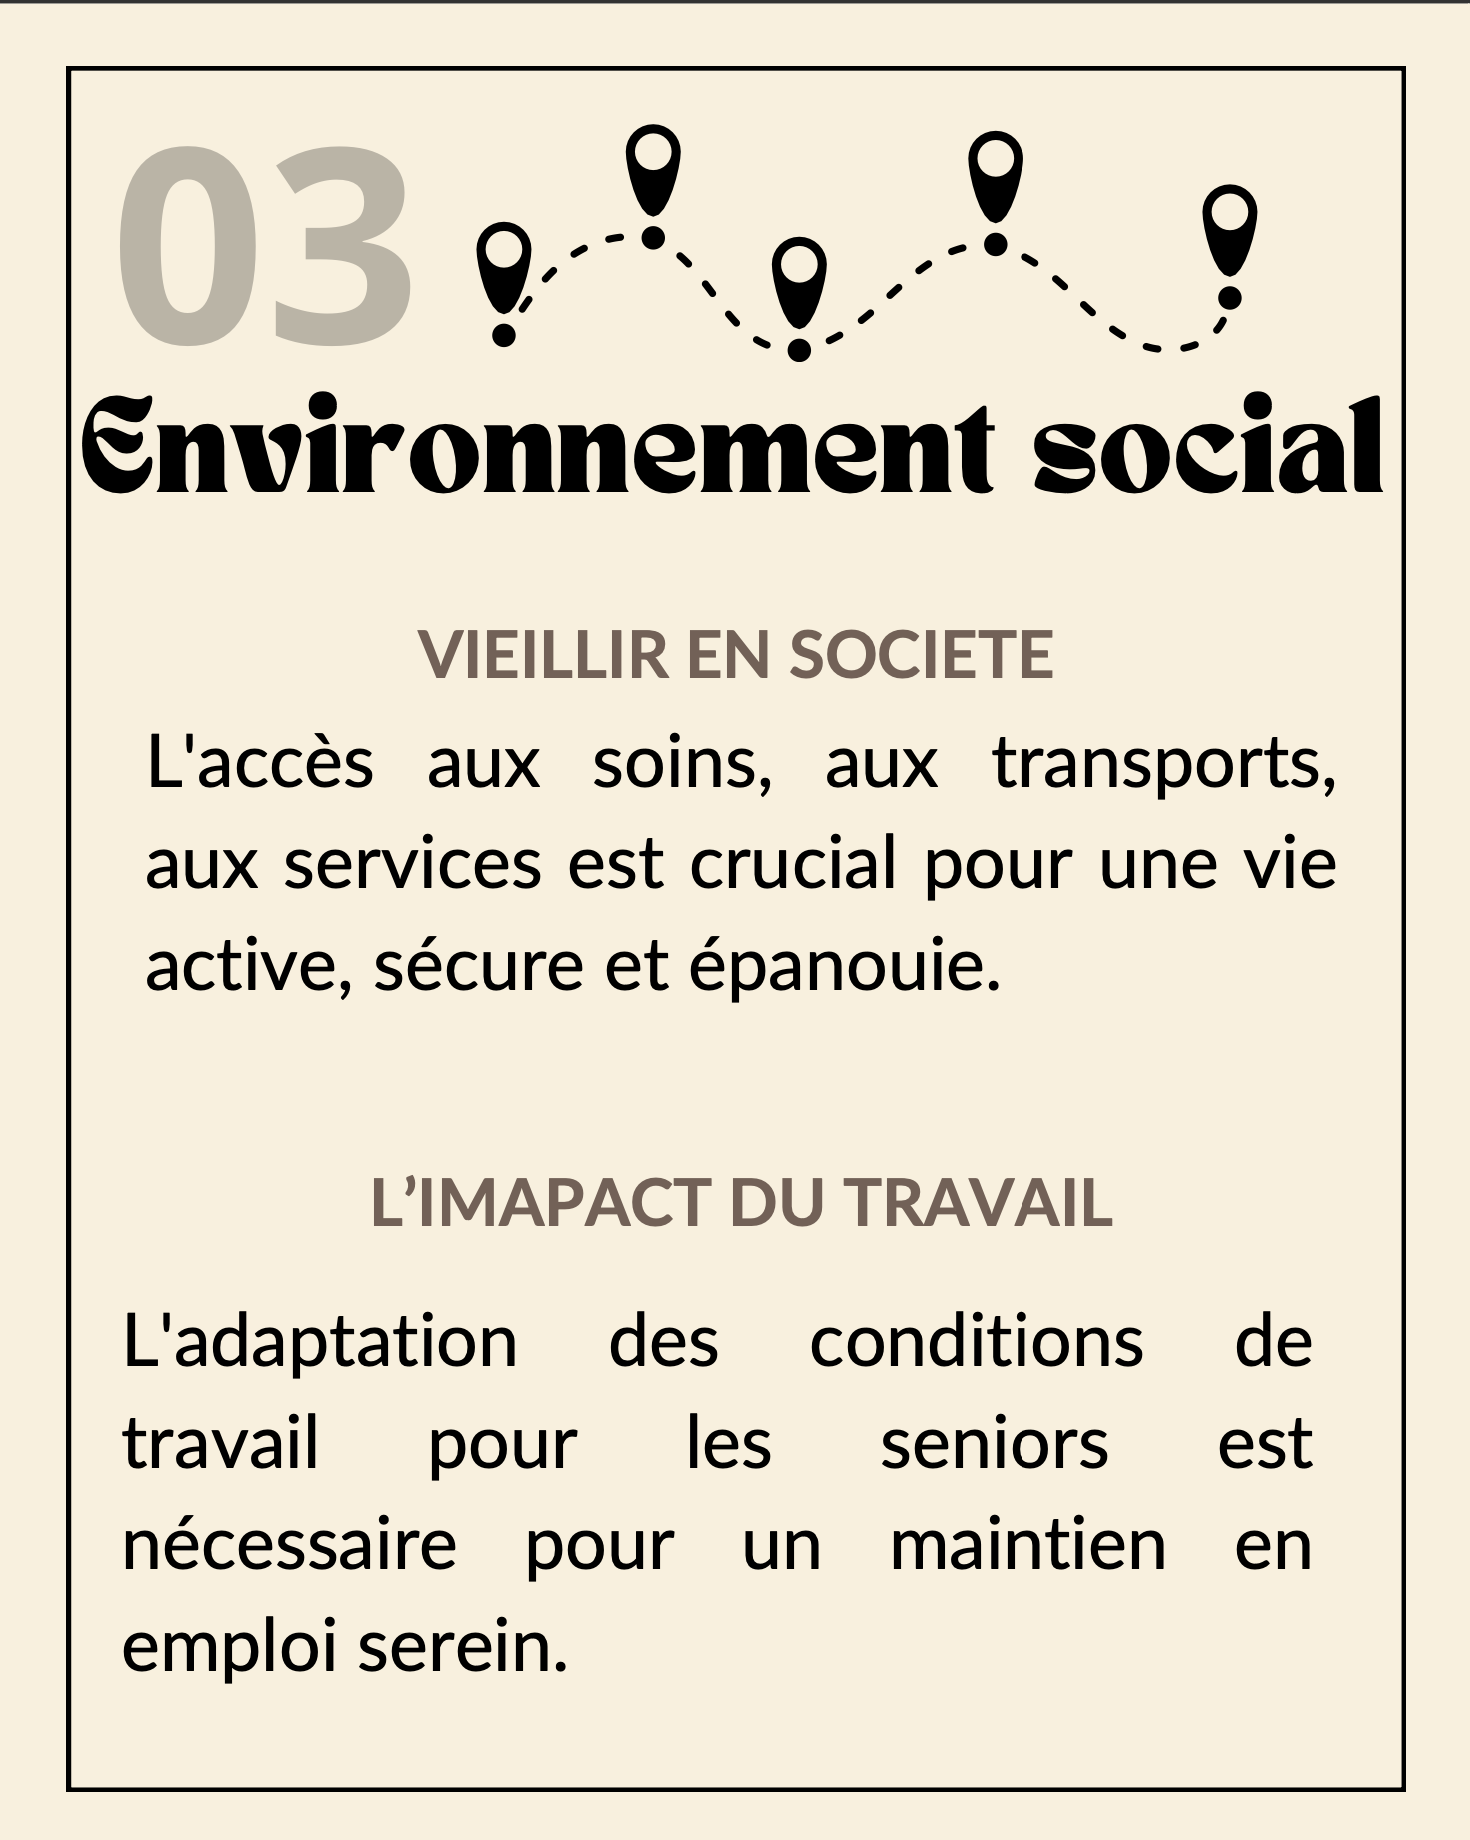 03
Environnement social
VIEILLIR EN SOCIETE
L'accès aux soins, aux transports,
aux services est crucial pour une vie
active, sécure et épanouie.
L’IMAPACT DU TRAVAIL
L'adaptation des conditions de
travail pour les seniors est
nécessaire pour un maintien en
emploi serein.